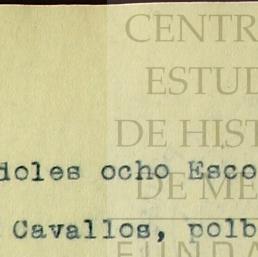 CENTR
ESTUD
DE HIST
doles ocho Esco
DE ME
Cavallos, polb
FUNDA